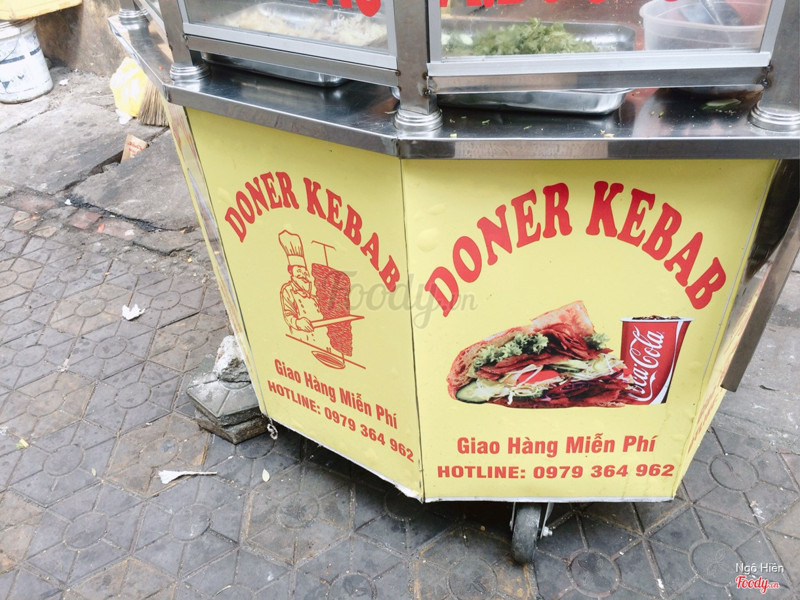 DONER KEBAB
Giao Hàng Miễn Phí
HOTLINE: 0979 364 962
DONER KEBAB
Coca-Cola
Giao Hàng Miễn Phí
HOTLINE: 0979 364 962
Foody.vn
Ngô Hiền
Foody.vn